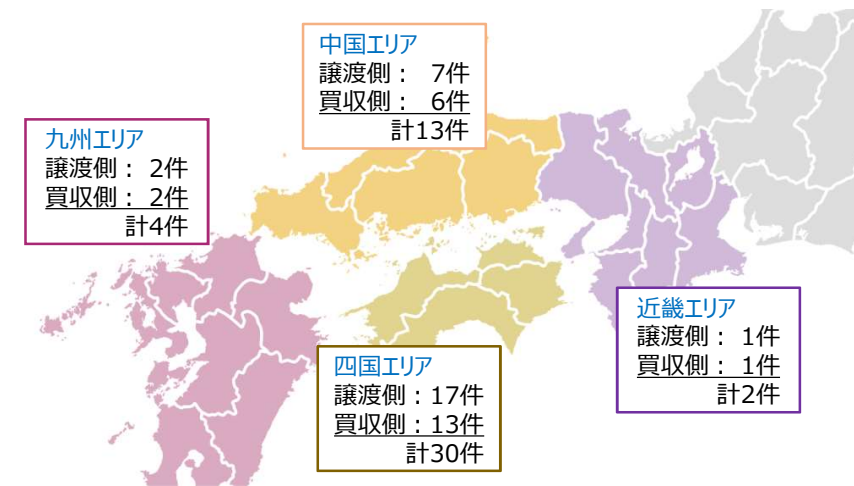 中国エリア
譲渡側： 7件
買収側： 6件
計13件
九州エリア
譲渡側： 2件
買収側： 2件
計4件
近畿エリア
譲渡側： 1件
買収側： 1件
計2件
四国エリア
譲渡側：17件
買収側：13件
計30件